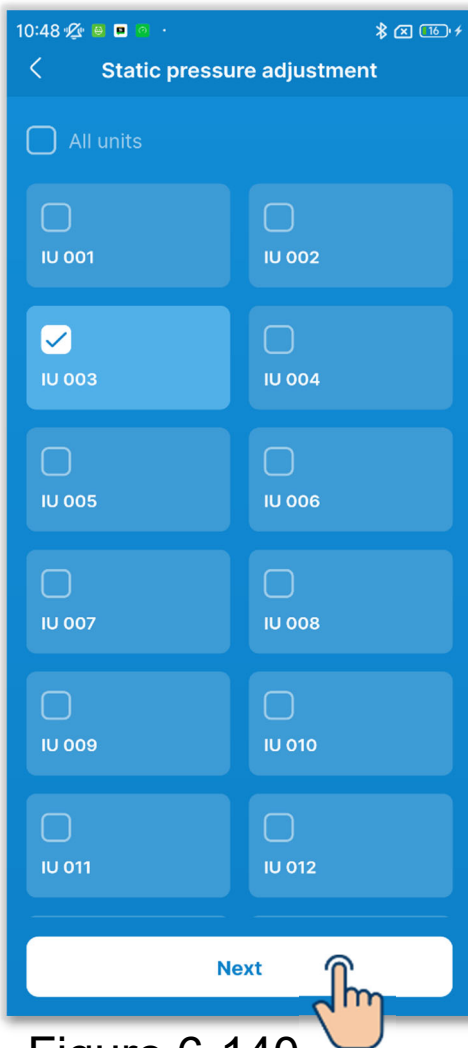 10:48
16
Static pressure adjustment
All units
IU 001
IU 002
IU 003
IU 004
IU 005
IU 006
IU 007
IU 008
IU 009
IU 010
IU 011
IU 012
Next
Figure 6-140